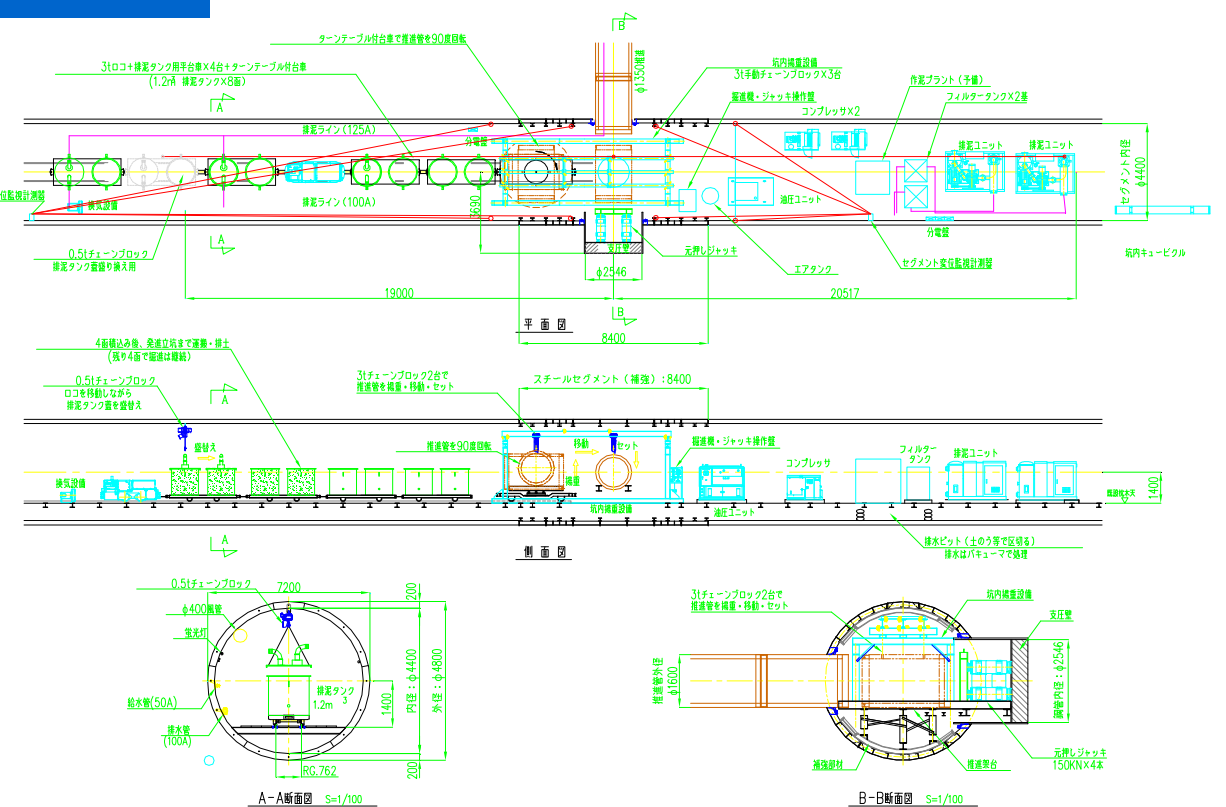 B
ターンテーブル付台車で推進管を90度回転
φ1350推進
3tロコ+排泥タンク用平台車×4台+ターンテーブル付台車
(1.2m3 排泥タンク×8函)
坑内揚重設備
3t手動チェーンブロック×3台
作泥プラント(予備)
掘進機・ジャッキ操作盤
フィルタータンク×2基
A
コンプレッサ×2
排泥ライン(125A)
分電盤
排泥ユニット
排泥ユニット
セグメント内径
φ4400
位監視計測器
換気設備
排泥ライン(100A)
油圧ユニット
分電盤
A
0.5tチェーンブロック
排泥タンク蓋盛り換え用
支圧壁
元押しジャッキ
エアタンク
セグメント変位監視計測器
坑内キュービクル
φ2546
19000
20517
B
平面図
8400
4函積込み後、発進立坑まで運搬・排土
(残り4函で掘進は継続)
0.5tチェーンブロック
ロコを移動しながら
排泥タンク蓋を盛替え
A
3tチェーンブロック2台で
推進管を揚重・移動・セット
スチールセグメント(補強):8400
盛替え
推進管を90度回転
移動
セット
掘進機・ジャッキ操作盤
コンプレッサ
フィルター
タンク
排泥ユニット
換気設備
揚重
坑内揚重設備
油圧ユニット
1400
A
側面図
排水ピット(土のう等で区切る)
排水はバキュームで処理
0.5tチェーンブロック
7200
200
φ400風管
蛍光灯
給水管(50A)
排水管
(100A)
排泥タンク
1.2m3
1400
内径:φ4400
外径:φ4800
RG.762
200
A-A断面図 S=1/100
3tチェーンブロック2台で
推進管を揚重・移動・セット
坑内揚重設備
支圧壁
推進管外径
φ1600
鋼管内径:φ2546
補強部材
推進架台
元押しジャッキ
150KN×4本
B-B断面図 S=1/100